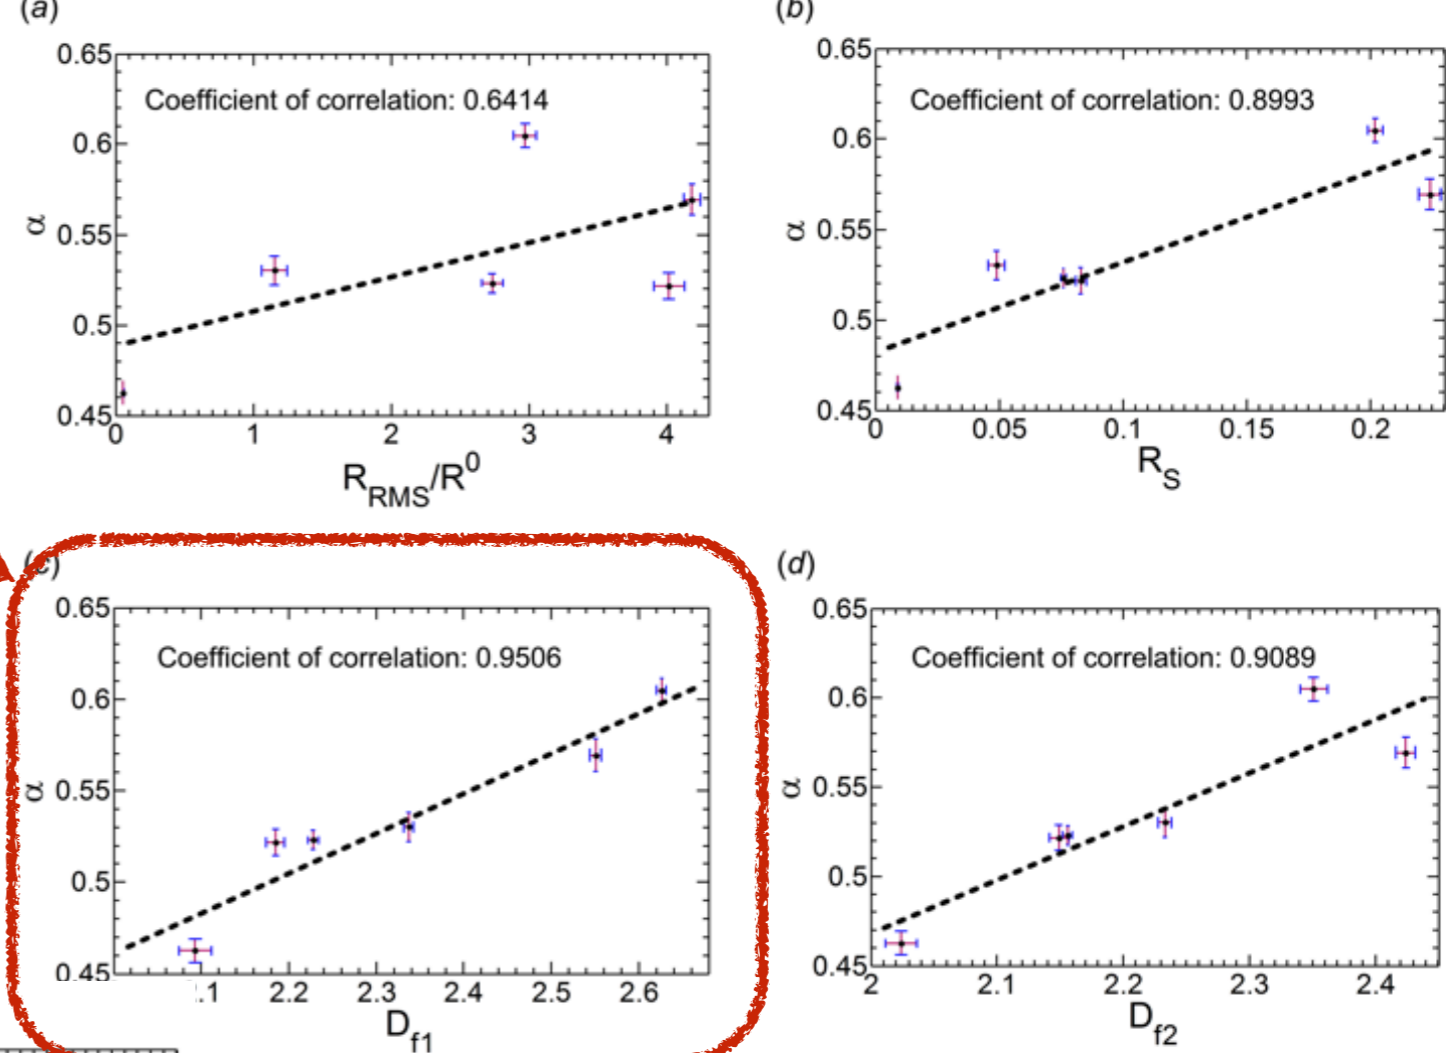 (a)
0.65
0.6
0.55
0.5
0.45
α
Coefficient of correlation: 0.6414
0 1 2 3 4
R_RMS/R^0
(b)
0.65
0.6
0.55
0.5
0.45
α
Coefficient of correlation: 0.8993
0 0.05 0.1 0.15 0.2
R_S
(c)
0.65
0.6
0.55
0.5
0.45
α
Coefficient of correlation: 0.9506
.1 2.2 2.3 2.4 2.5 2.6
D_f1
(d)
0.65
0.6
0.55
0.5
0.45
α
Coefficient of correlation: 0.9089
2 2.1 2.2 2.3 2.4
D_f2